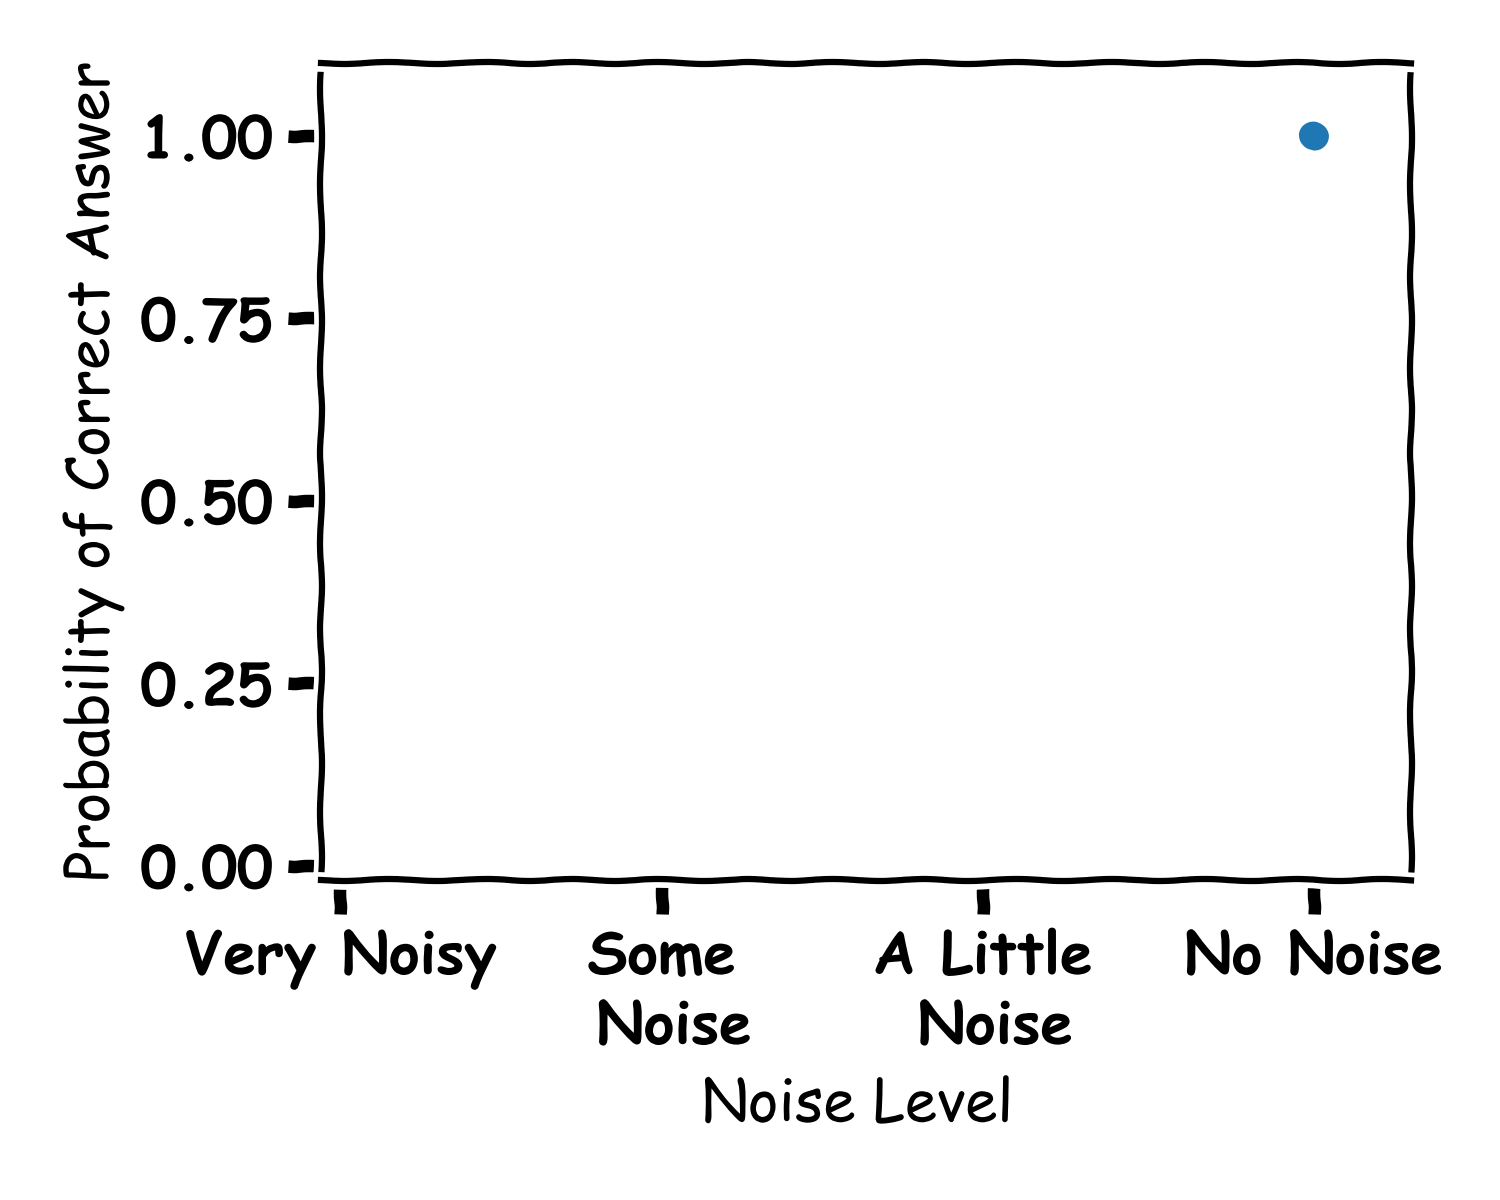 Probability of Correct Answer
1.00
0.75
0.50
0.25
0.00
Very Noisy
Some
Noise
A Little
Noise
No Noise
Noise Level